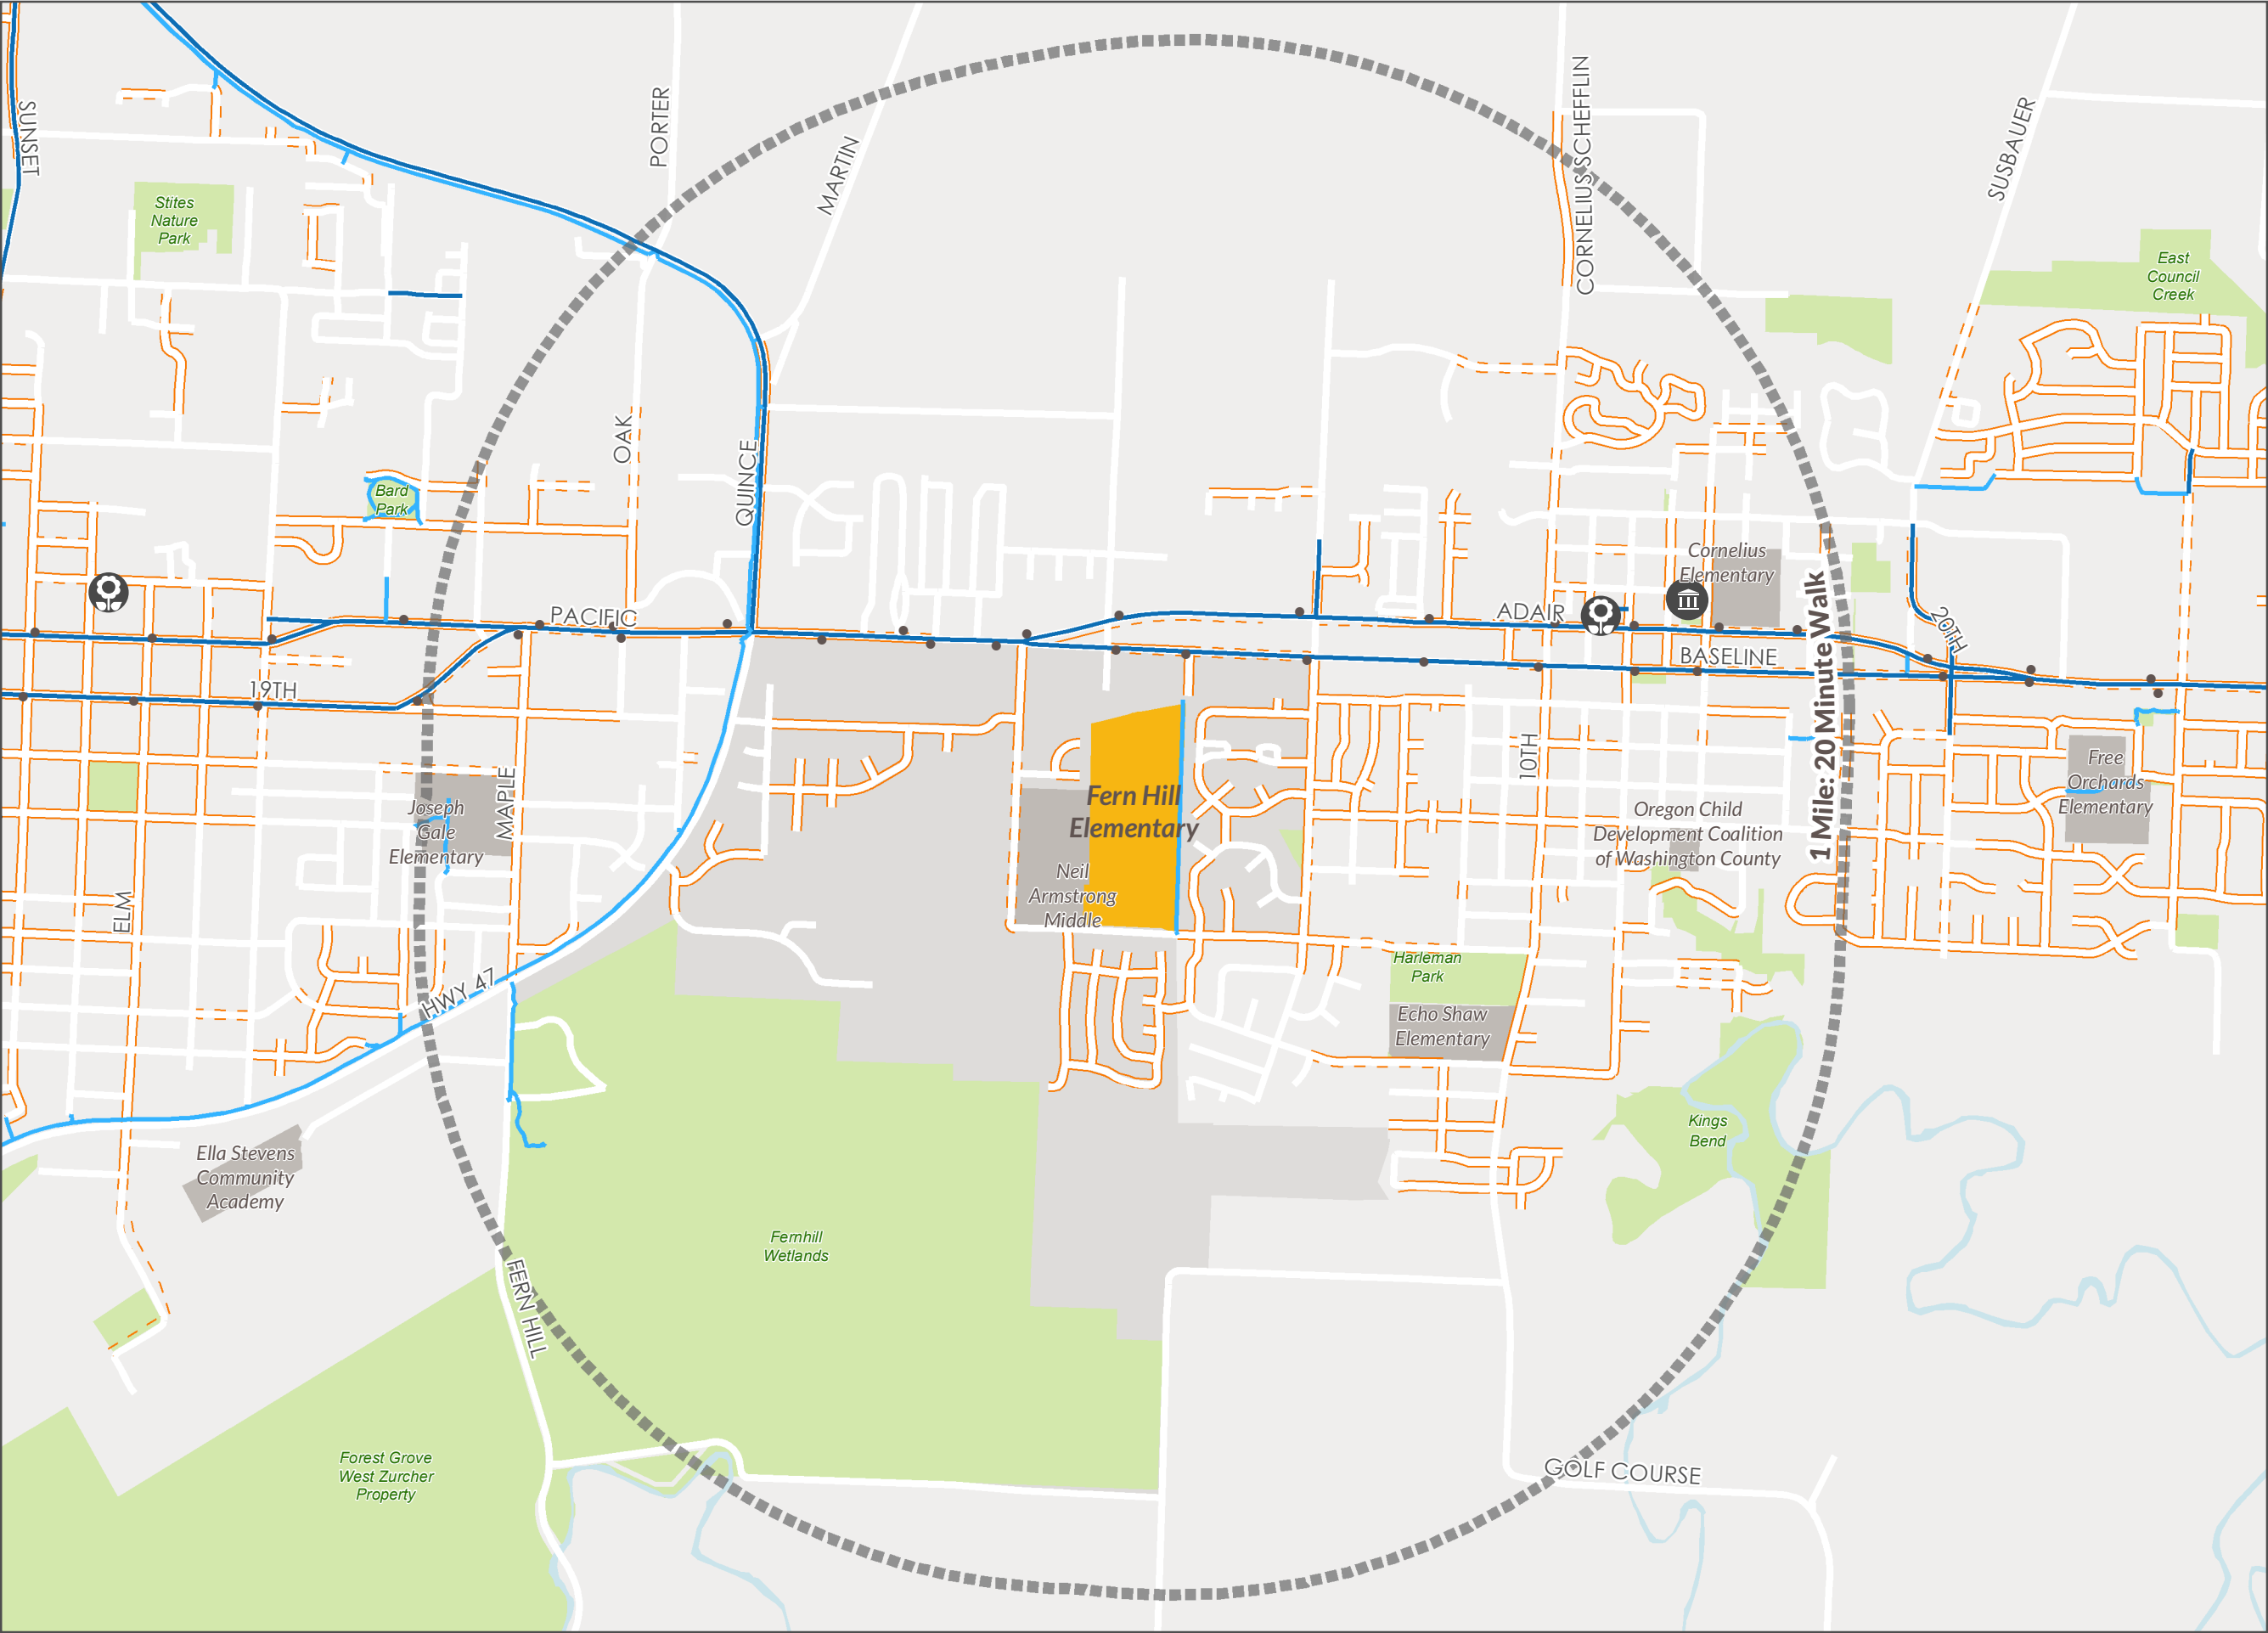 SUNSET
PORTER
MARTIN
CORNELIUS SCHEFFLIN
SUSBAUER
Stites
Nature
Park
East
Council
Creek
OAK
QUINCE
Bard
Park
Cornelius
Elementary
PACIFIC
ADAIR
BASELINE
20TH
19TH
1 Mile: 20 Minute Walk
10TH
MAPLE
Joseph
Gale
Elementary
Fern Hill
Elementary
Neil
Armstrong
Middle
Oregon Child
Development Coalition
of Washington County
Free
Orchards
Elementary
ELM
HWY 47
Harleman
Park
Echo Shaw
Elementary
Kings
Bend
Ella Stevens
Community
Academy
Fernhill
Wetlands
FERN HILL
Forest Grove
West Zurcher
Property
GOLF COURSE